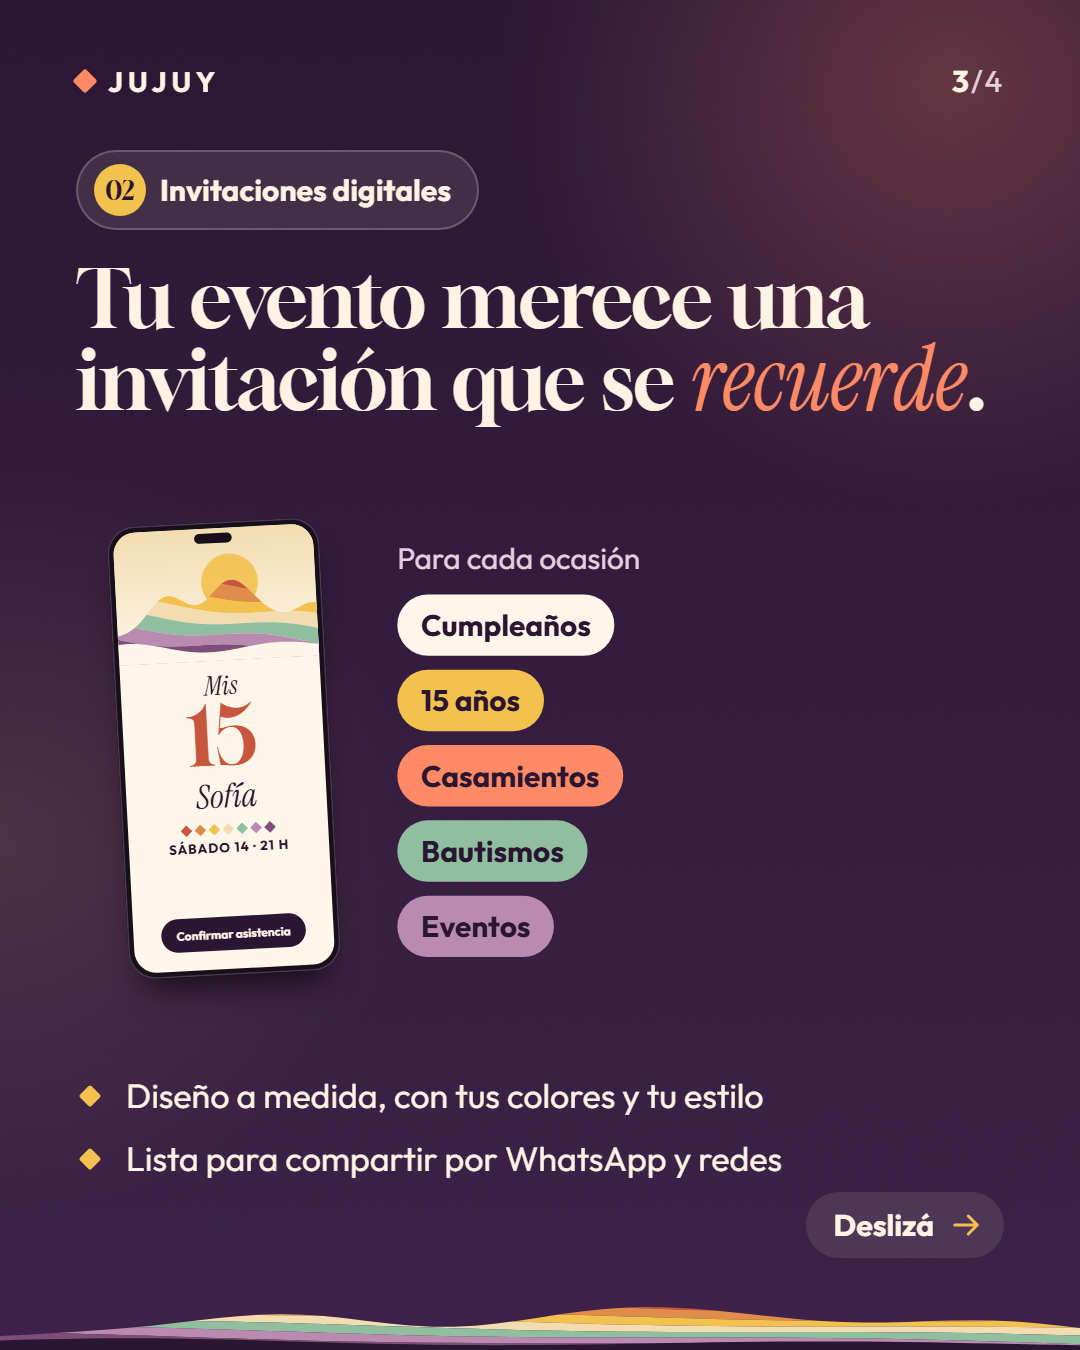 JUJUY
3/4
02 Invitaciones digitales
Tu evento merece una
invitación que se recuerde.
Mis
15
Sofía
SÁBADO 14 · 21 H
Confirmar asistencia
Para cada ocasión
Cumpleaños
15 años
Casamientos
Bautismos
Eventos
Diseño a medida, con tus colores y tu estilo
Lista para compartir por WhatsApp y redes
Deslizá →